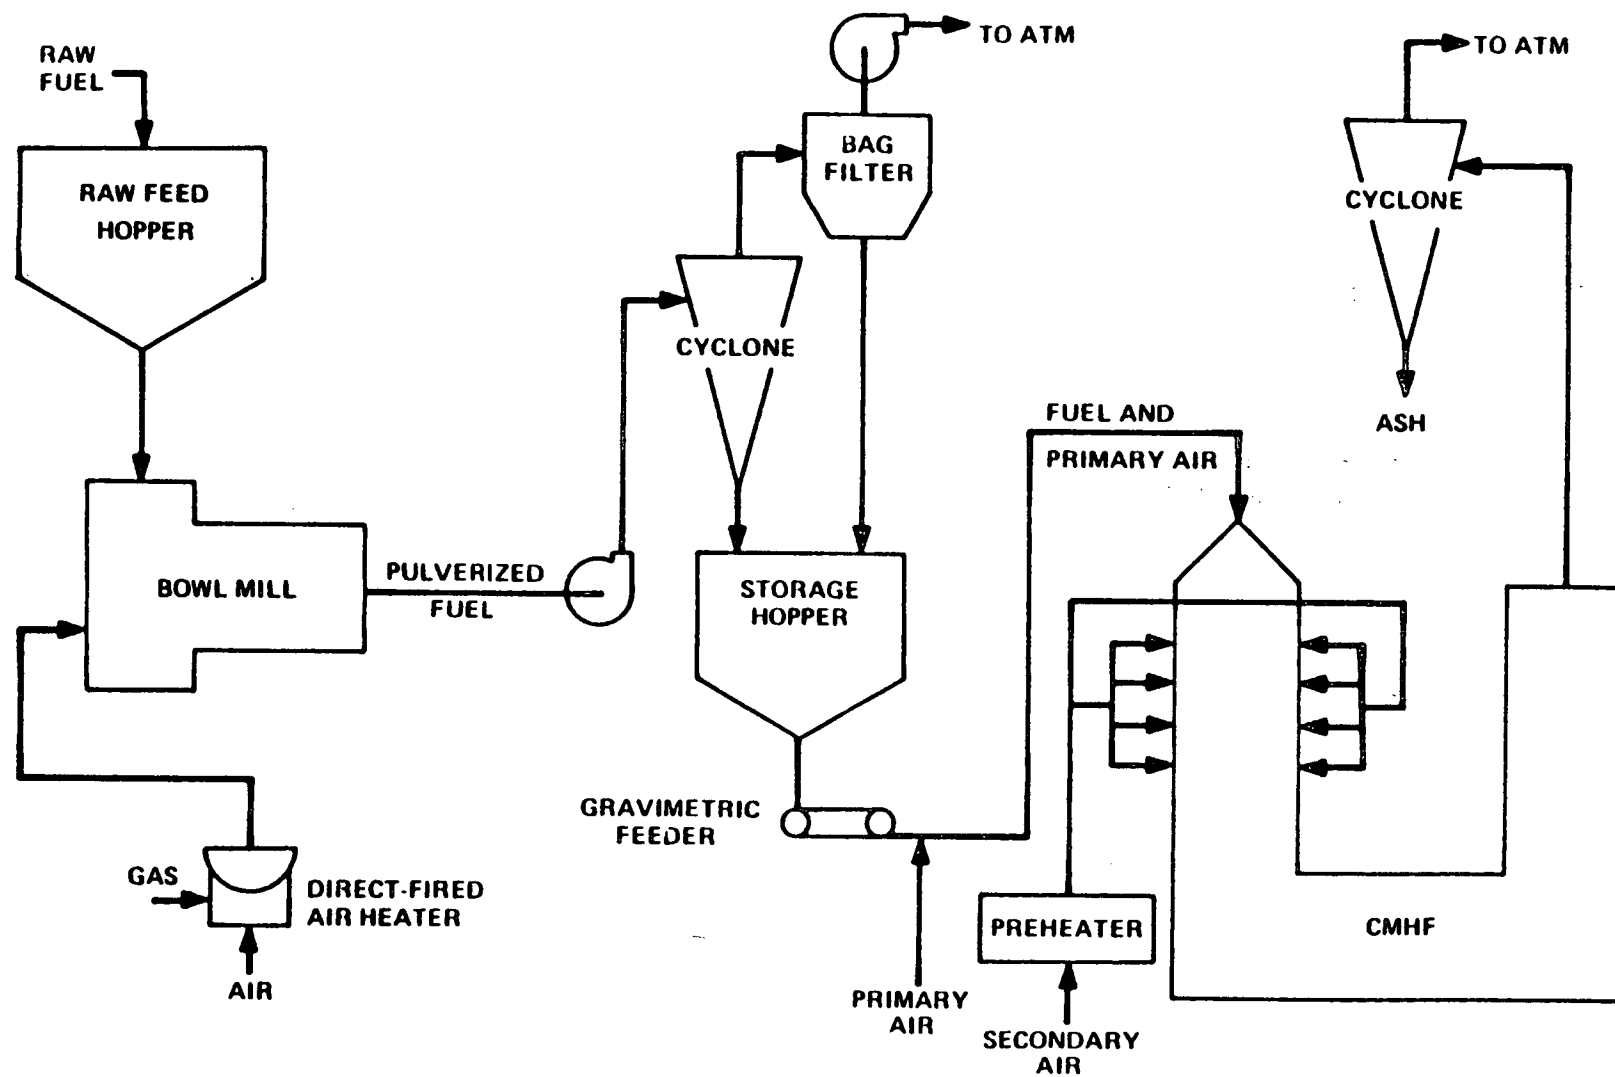 RAW
FUEL
RAW FEED
HOPPER
BOWL MILL
PULVERIZED
FUEL
GAS
DIRECT-FIRED
AIR HEATER
AIR
CYCLONE
BAG
FILTER
TO ATM
STORAGE
HOPPER
GRAVIMETRIC
FEEDER
PRIMARY
AIR
FUEL AND
PRIMARY AIR
PREHEATER
SECONDARY
AIR
CMHF
TO ATM
CYCLONE
ASH